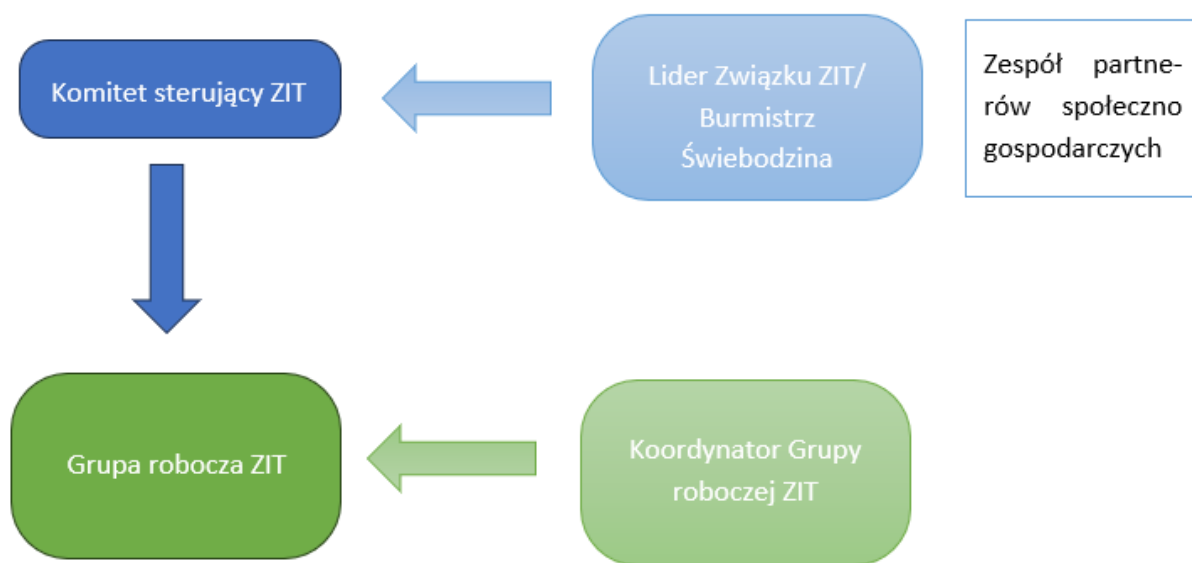 Komitet sterujący ZIT
Lider Związku ZIT/
Burmistrz
Świebodzina
Zespół partne-
rów społeczno
gospodarczych
Grupa robocza ZIT
Koordynator Grupy
roboczej ZIT